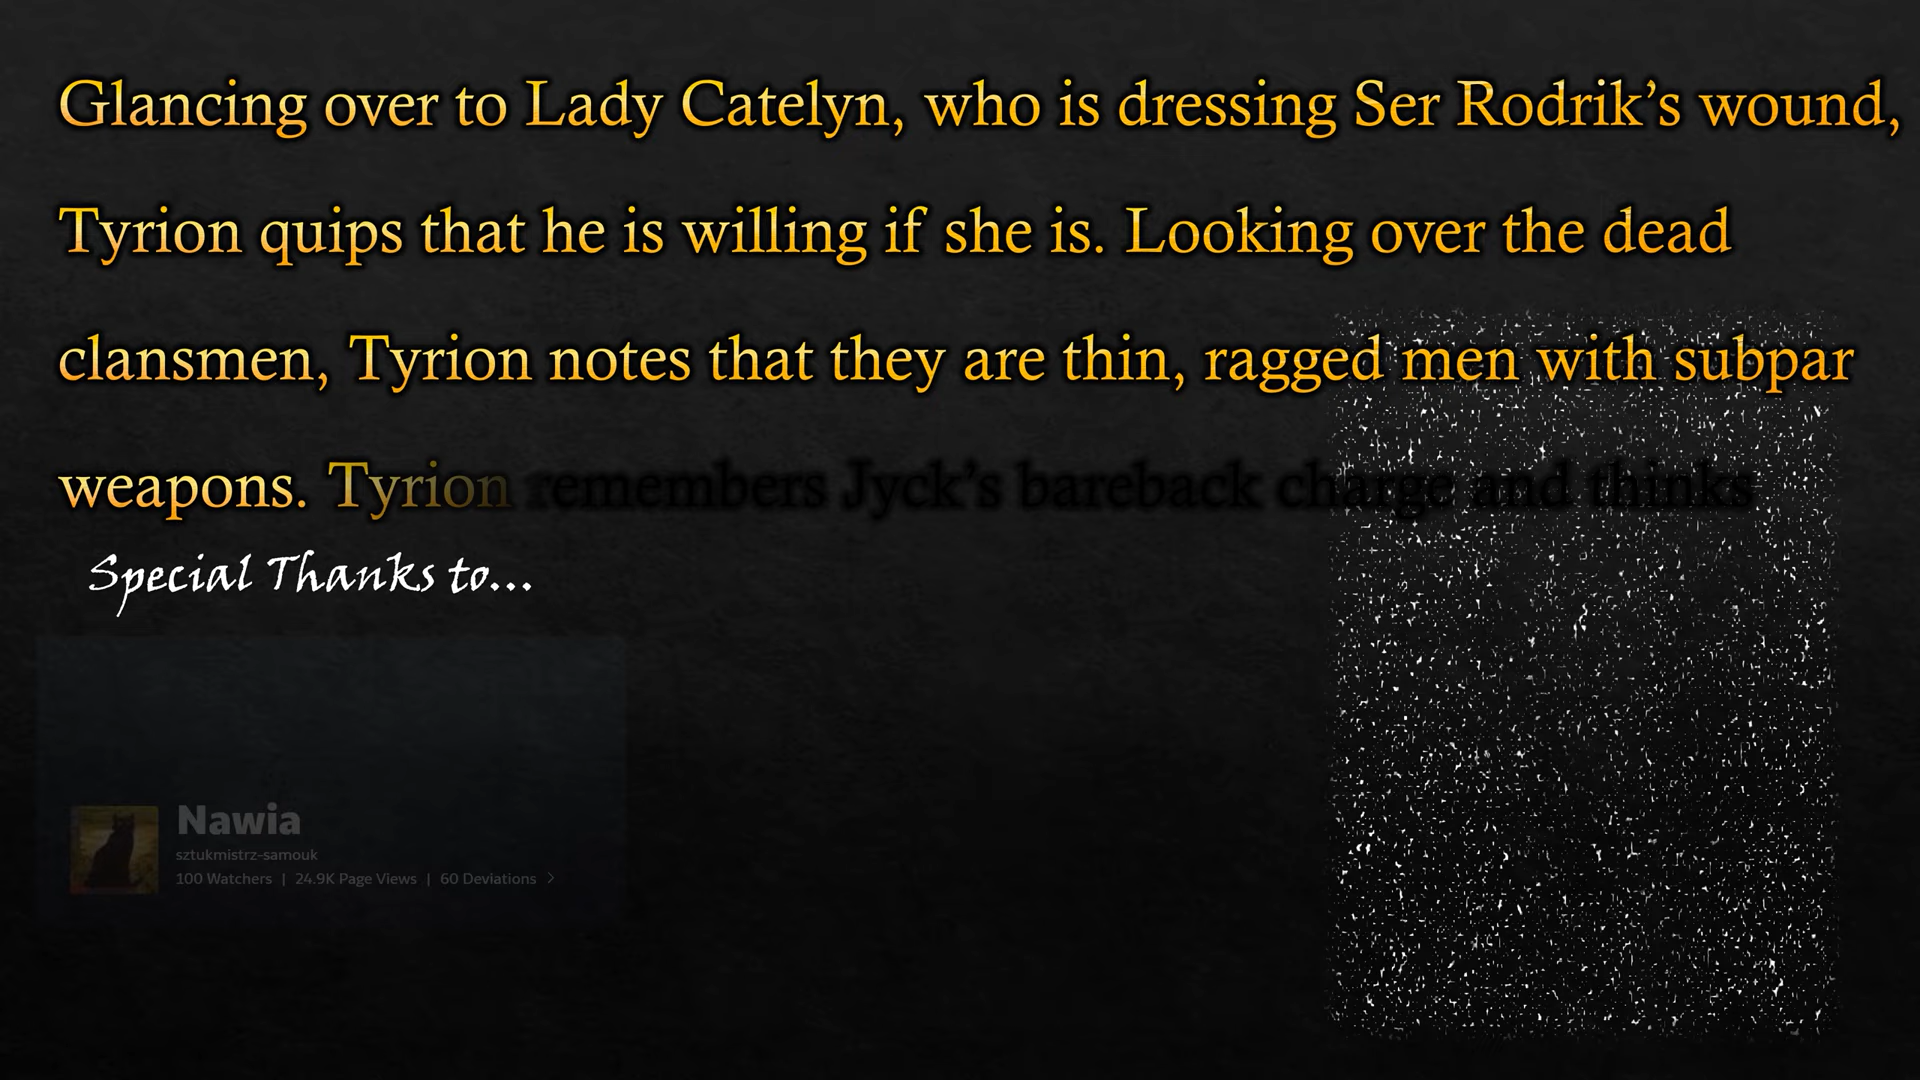 Glancing over to Lady Catelyn, who is dressing Ser Rodrik’s wound,
Tyrion quips that he is willing if she is. Looking over the dead
clansmen, Tyrion notes that they are thin, ragged men with subpar
weapons. Tyrion remembers Jyck’s bareback charge and thinks
Special Thanks to...
Nawia
sztukmistrz-samouk
100 Watchers | 24.9K Page Views | 60 Deviations >